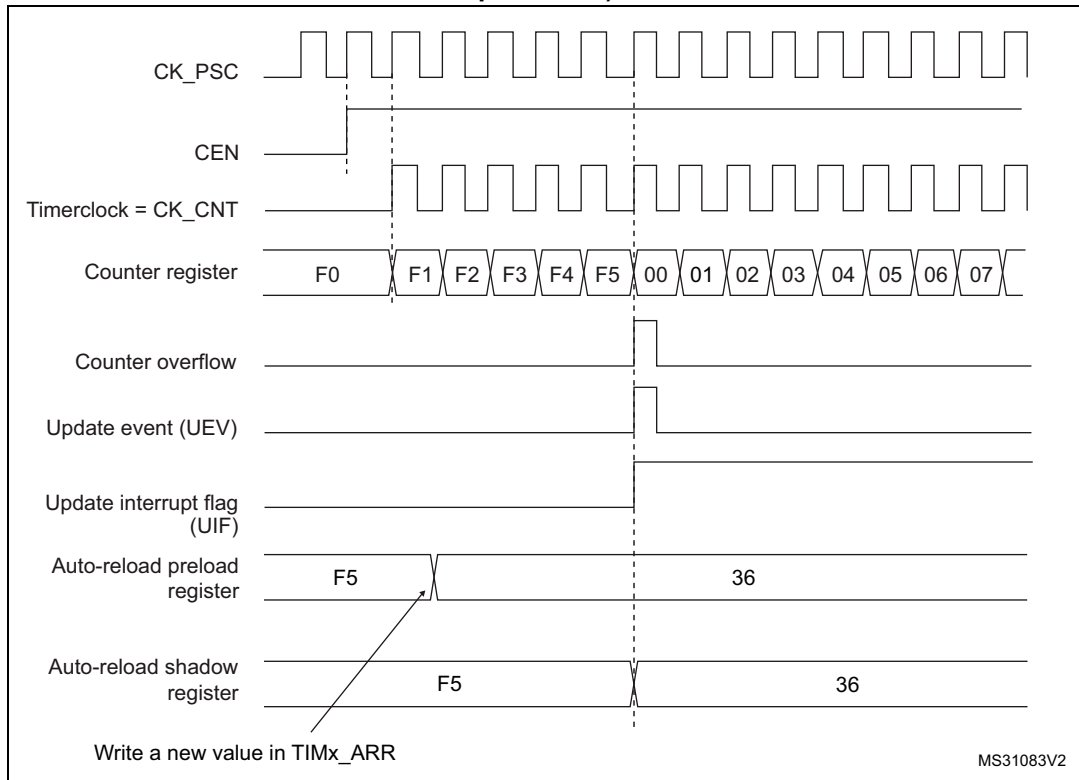 CK_PSC
CEN
Timerclock = CK_CNT
Counter register
F0 F1 F2 F3 F4 F5 00 01 02 03 04 05 06 07
Counter overflow
Update event (UEV)
Update interrupt flag
(UIF)
Auto-reload preload
register
F5 36
Auto-reload shadow
register
F5 36
Write a new value in TIMx_ARR
MS31083V2